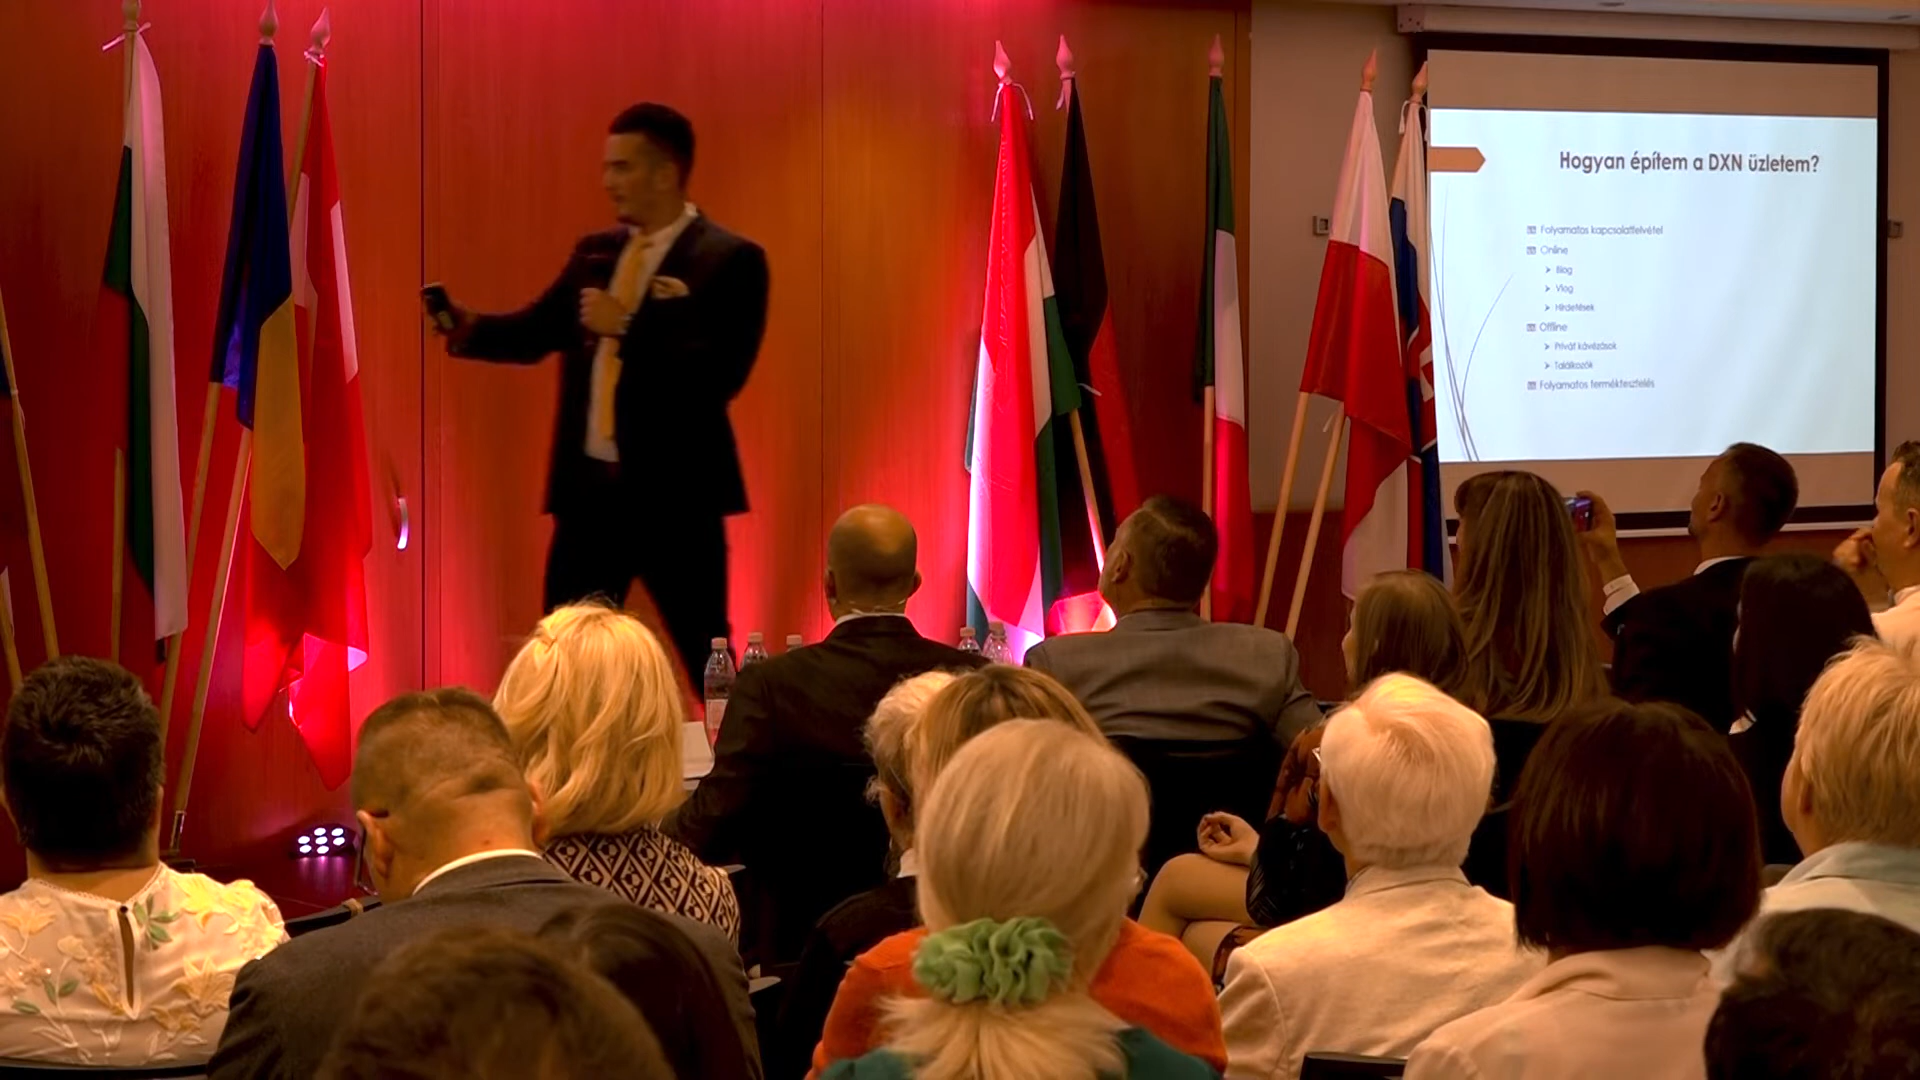 Hogyan építem a DXN üzletem?
Folyamatos kapcsolatfelvétel
Online
Blog
Vlog
Hirdetések
Offline
Privát kávézások
Találkozók
Folyamatos terméktesztelés